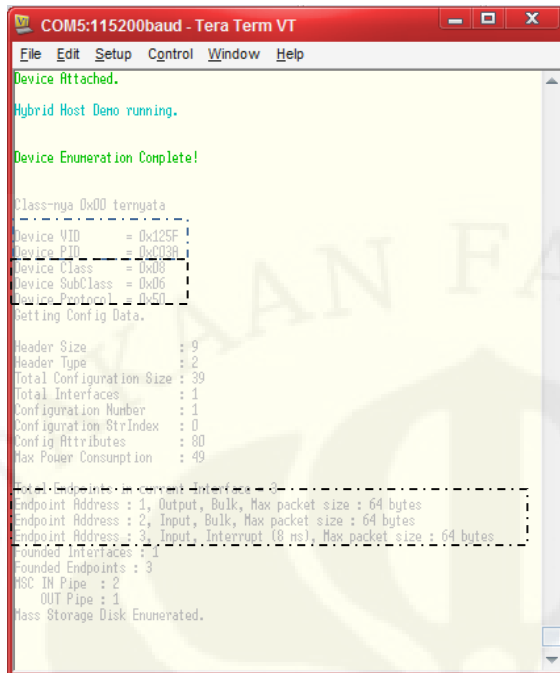 COM5:115200baud - Tera Term VT
File Edit Setup Control Window Help
Device Attached.
Hybrid Host Demo running.
Device Enumeration Complete!
Class-nya 0x00 ternyata
Device VID = 0x125F
Device PID = 0xC03A
Device Class = 0x08
Device SubClass = 0x06
Device Protocol = 0x50
Getting Config Data.
Header Size : 9
Header Type : 2
Total Configuration Size : 39
Total Interfaces : 1
Configuration Number : 1
Configuration StrIndex : 0
Config Attributes : 80
Max Power Consumption : 49
Total Endpoints in current Interface = 3
Endpoint Address : 1, Output, Bulk, Max packet size : 64 bytes
Endpoint Address : 2, Input, Bulk, Max packet size : 64 bytes
Endpoint Address : 3, Input, Interrupt (8 ms), Max packet size : 64 bytes
Founded Interfaces : 1
Founded Endpoints : 3
MSC IN Pipe : 2
OUT Pipe : 1
Mass Storage Disk Enumerated.